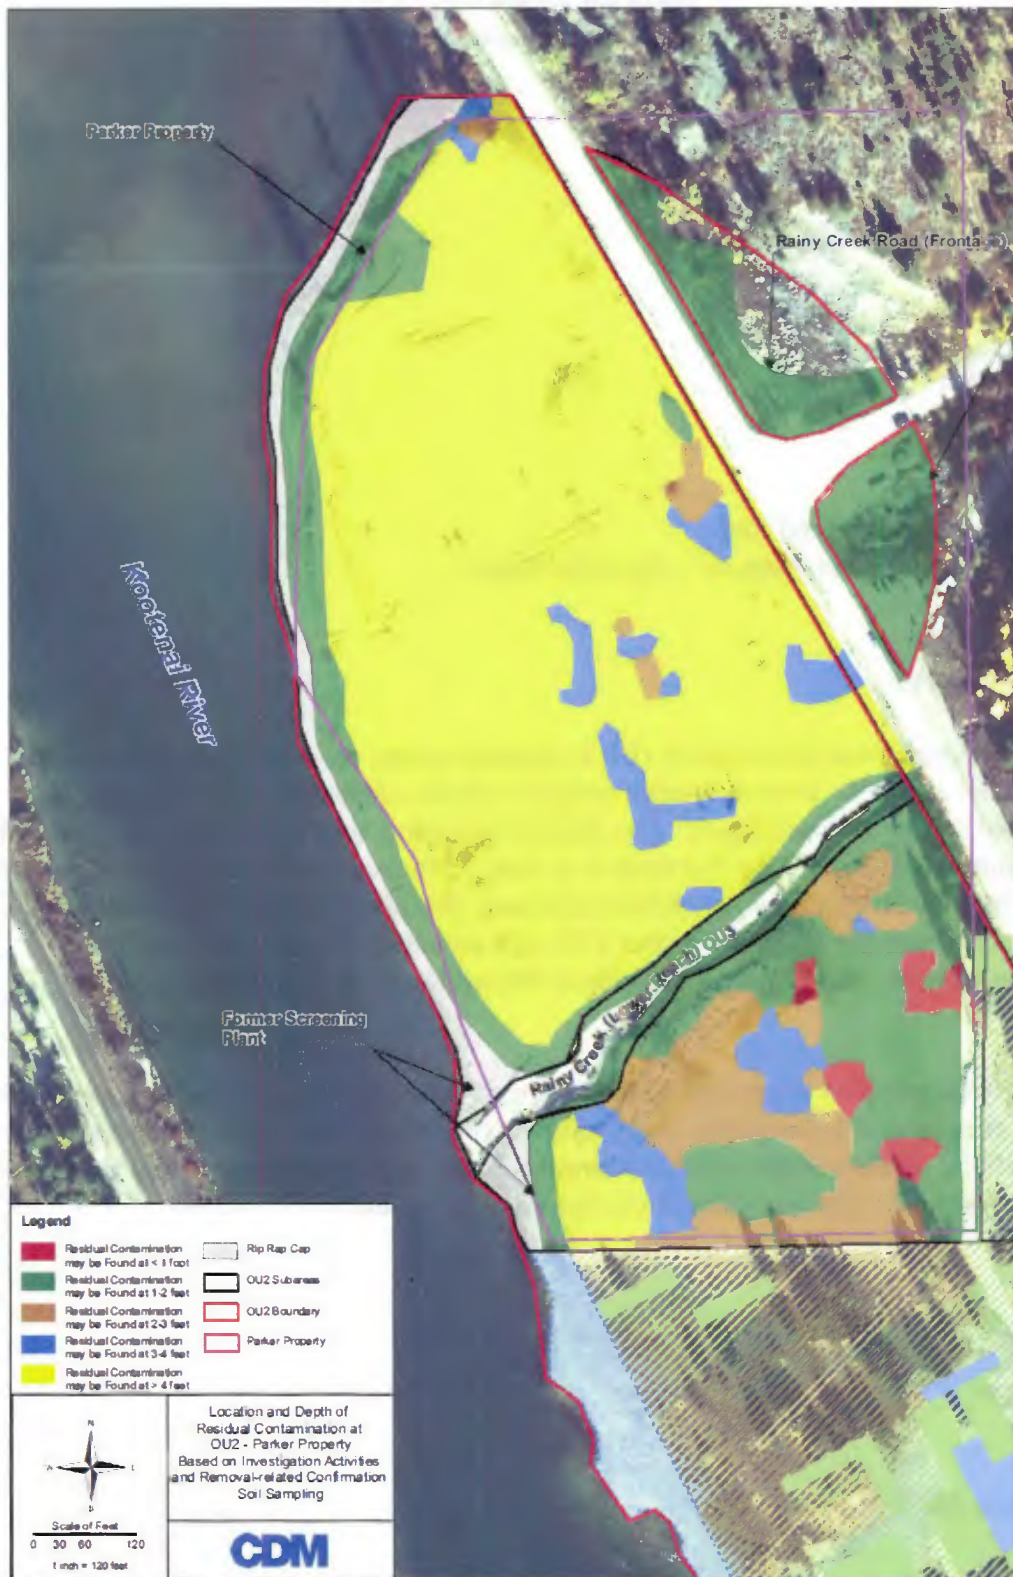 Parker Property
Rainy Creek Road (Frontage)
Kootenai River
Rainy Creek (Lower Reach) OU3
Former Screening
Plant
Legend
Residual Contamination
may be Found at < 1 foot
Residual Contamination
may be Found at 1-2 feet
Residual Contamination
may be Found at 2-3 feet
Residual Contamination
may be Found at 3-4 feet
Residual Contamination
may be Found at > 4 feet
Rip Rap Cap
OU2 Subareas
OU2 Boundary
Parker Property
N
S
Scale of Feet
0 30 60 120
1 inch = 120 feet
Location and Depth of
Residual Contamination at
OU2 - Parker Property
Based on Investigation Activities
and Removal-related Confirmation
Soil Sampling
CDM